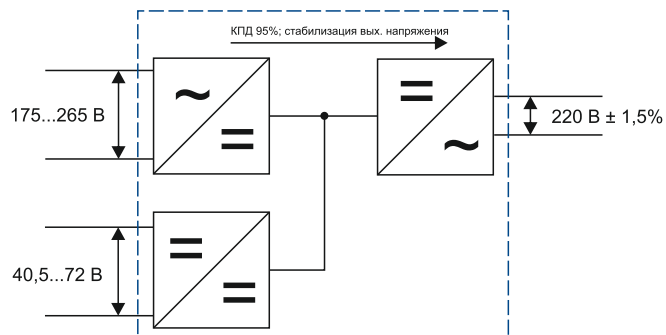 КПД 95%; стабилизация вых. напряжения
175...265 В
220 В ± 1,5%
40,5...72 В